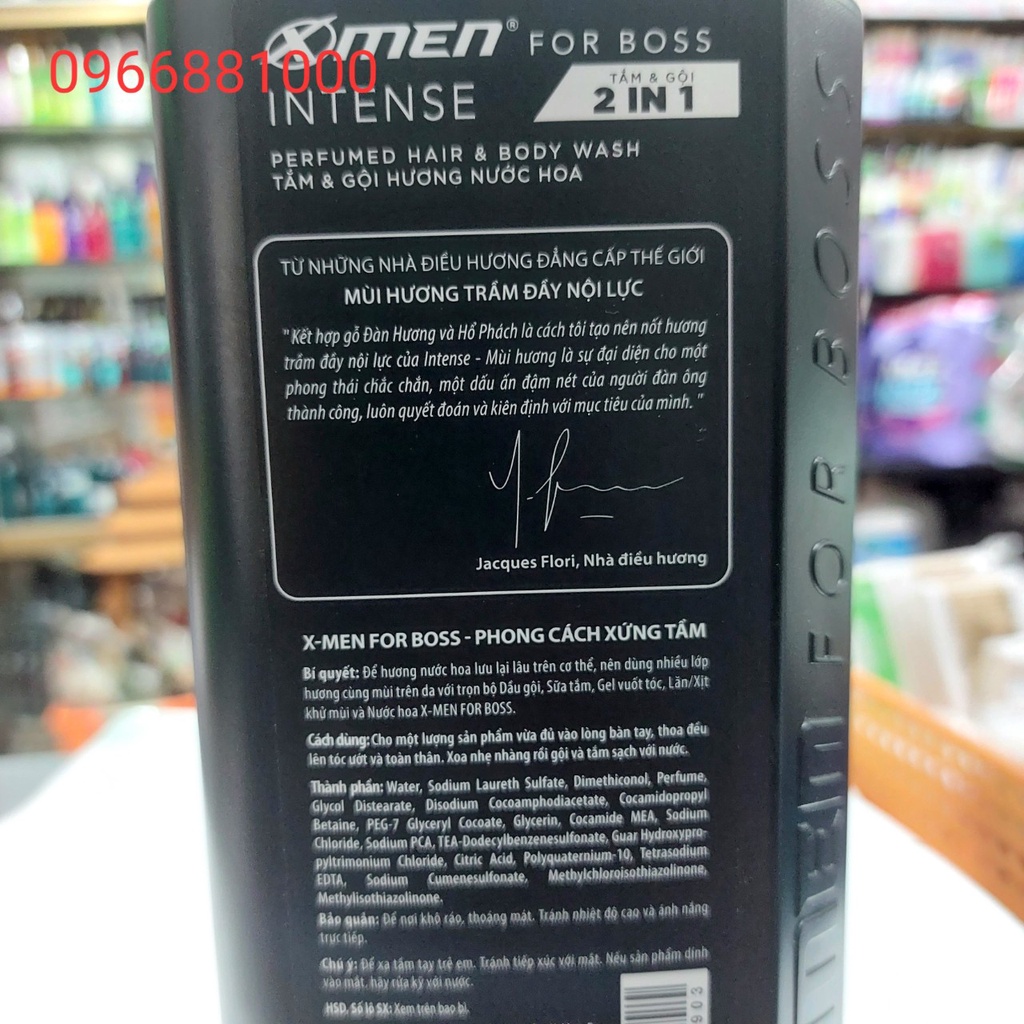 X-MEN® FOR BOSS
0966881000
INTENSE
TẮM & GỘI
2 IN 1
PERFUMED HAIR & BODY WASH
TẮM & GỘI HƯƠNG NƯỚC HOA
TỪ NHỮNG NHÀ ĐIỀU HƯƠNG ĐẲNG CẤP THẾ GIỚI
MÙI HƯƠNG TRẦM ĐẦY NỘI LỰC
"Kết hợp gỗ Đàn Hương và Hổ Phách là cách tôi tạo nên nốt hương
trầm đầy nội lực của Intense - Mùi hương là sự đại diện cho một
phong thái chắc chắn, một dấu ấn đậm nét của người đàn ông
thành công, luôn quyết đoán và kiên định với mục tiêu của mình."
Jacques Flori, Nhà điều hương
X-MEN FOR BOSS - PHONG CÁCH XỨNG TẦM
Bí quyết: Để hương nước hoa lưu lại lâu trên cơ thể, nên dùng nhiều lớp
hương cùng mùi trên da với trọn bộ Dầu gội, Sữa tắm, Gel vuốt tóc, Lăn/Xịt
khử mùi và Nước hoa X-MEN FOR BOSS.
Cách dùng: Cho một lượng sản phẩm vừa đủ vào lòng bàn tay, thoa đều
lên tóc ướt và toàn thân. Xoa nhẹ nhàng rồi gội và tắm sạch với nước.
Thành phần: Water, Sodium Laureth Sulfate, Dimethiconol, Perfume,
Glycol Distearate, Disodium Cocoamphodiacetate, Cocamidopropyl
Betaine, PEG-7 Glyceryl Cocoate, Glycerin, Cocamide MEA, Sodium
Chloride, Sodium PCA, TEA-Dodecylbenzenesulfonate, Guar Hydroxypro-
pyltrimonium Chloride, Citric Acid, Polyquaternium-10, Tetrasodium
EDTA, Sodium Cumenesulfonate, Methylchloroisothiazolinone,
Methylisothiazolinone.
Bảo quản: Để nơi khô ráo, thoáng mát. Tránh nhiệt độ cao và ánh nắng
trực tiếp.
Chú ý: Để xa tầm tay trẻ em. Tránh tiếp xúc với mắt. Nếu sản phẩm dính
vào mắt, hãy rửa kỹ với nước.
HSD, Số lô SX: Xem trên bao bì.
903
FOR BOSS